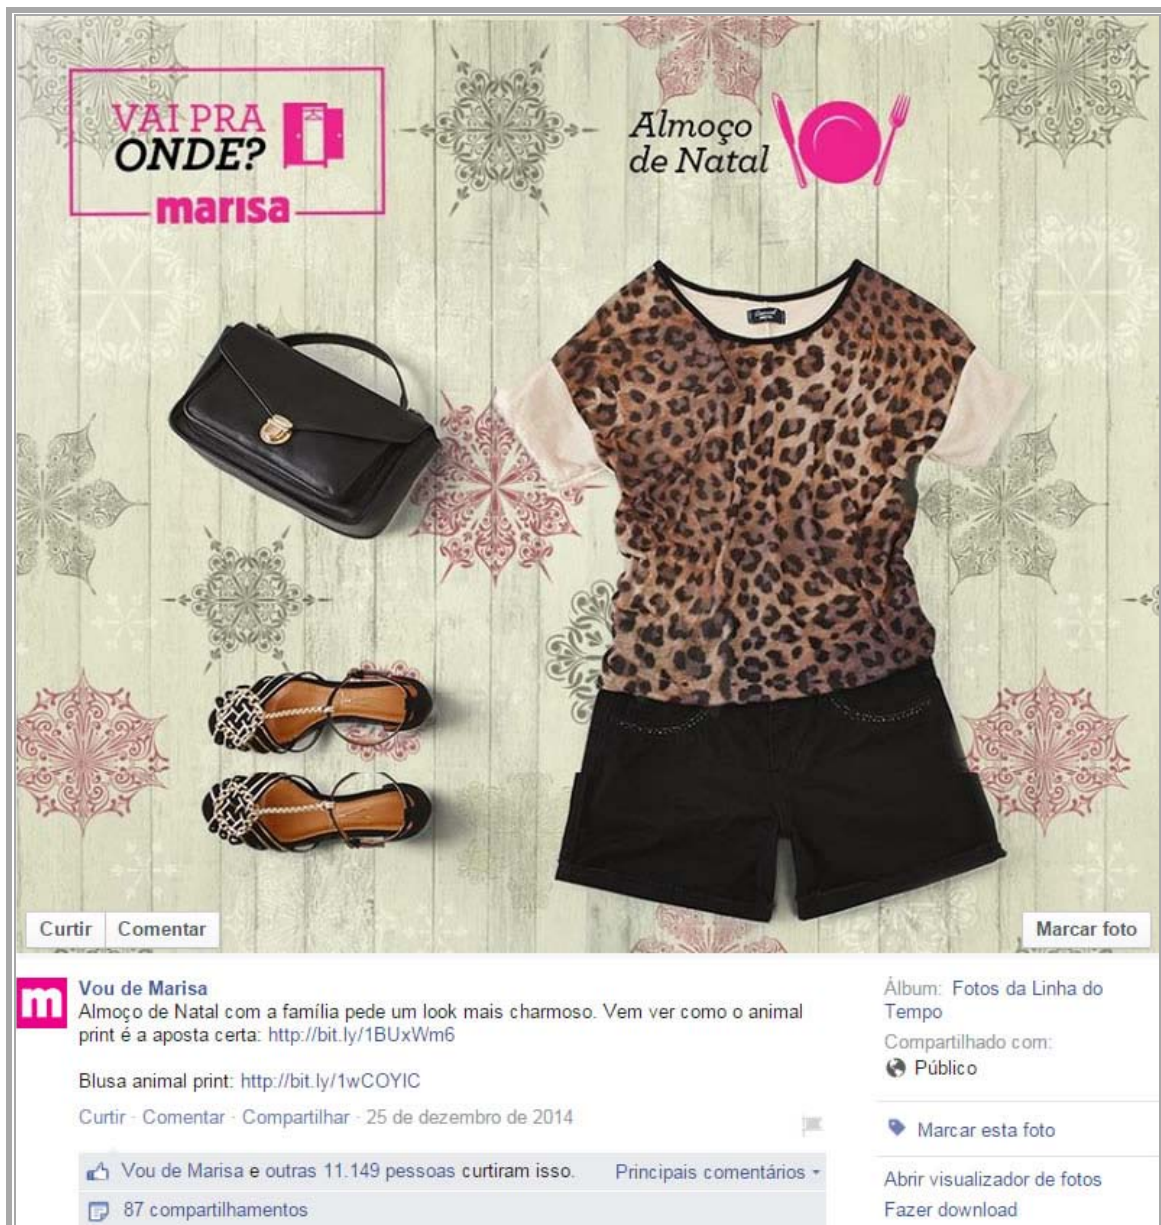 VAI PRA
ONDE?
marisa
Almoço
de Natal
Curtir
Comentar
Marcar foto
m
Vou de Marisa
Almoço de Natal com a família pede um look mais charmoso. Vem ver como o animal
print é a aposta certa: http://bit.ly/1BUxWm6
Blusa animal print: http://bit.ly/1wCOYIC
Curtir · Comentar · Compartilhar · 25 de dezembro de 2014
Vou de Marisa e outras 11.149 pessoas curtiram isso.
Principais comentários
87 compartilhamentos
Álbum: Fotos da Linha do
Tempo
Compartilhado com:
Público
Marcar esta foto
Abrir visualizador de fotos
Fazer download